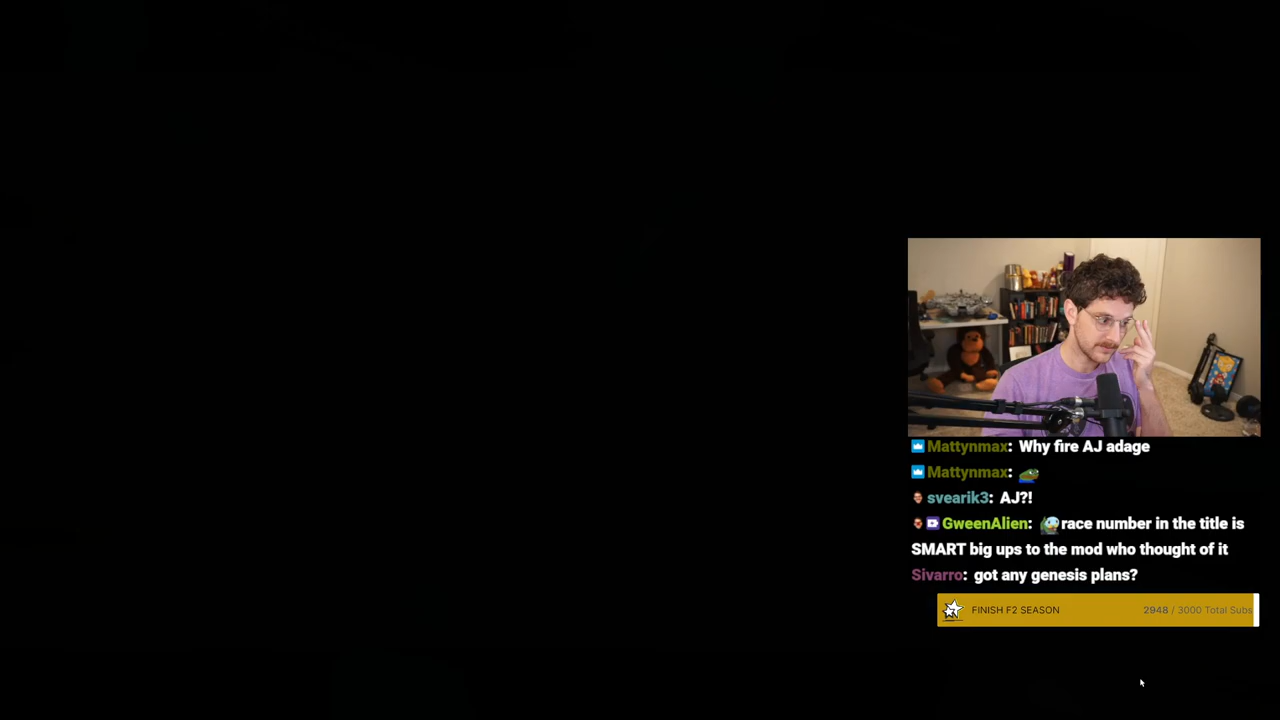 Mattynmax: Why fire AJ adage
Mattynmax:
svearik3: AJ?!
GweenAlien: race number in the title is
SMART big ups to the mod who thought of it
Sivarro: got any genesis plans?
FINISH F2 SEASON 2948 / 3000 Total Subs